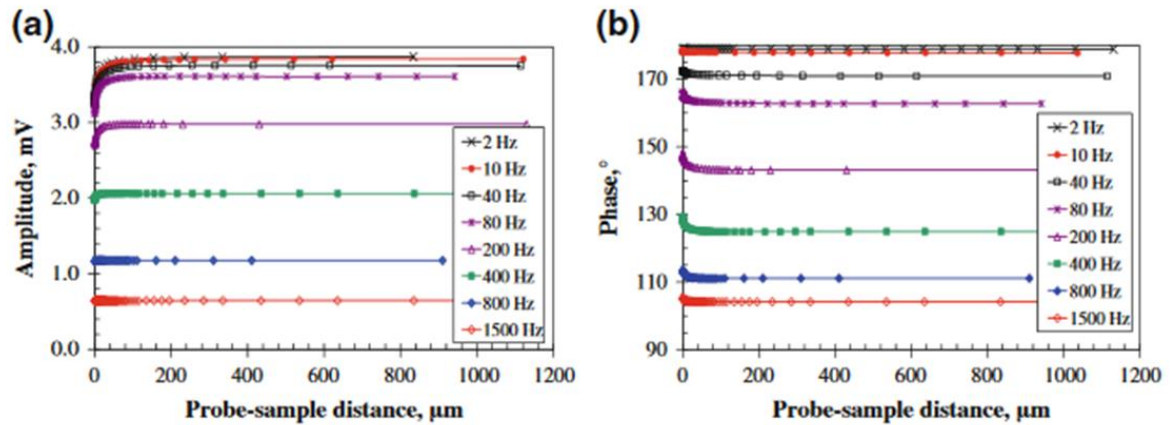 (a)
4.0
3.0
2.0
1.0
0.0
Amplitude, mV
0 200 400 600 800 1000 1200
Probe-sample distance, μm
2 Hz
10 Hz
40 Hz
80 Hz
200 Hz
400 Hz
800 Hz
1500 Hz
(b)
170
150
130
110
90
Phase,°
0 200 400 600 800 1000 1200
Probe-sample distance, μm
2 Hz
10 Hz
40 Hz
80 Hz
200 Hz
400 Hz
800 Hz
1500 Hz